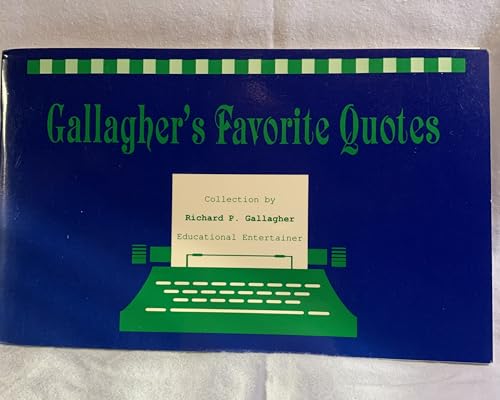 Gallagher's Favorite Quotes
Collection by
Richard P. Gallagher
Educational Entertainer